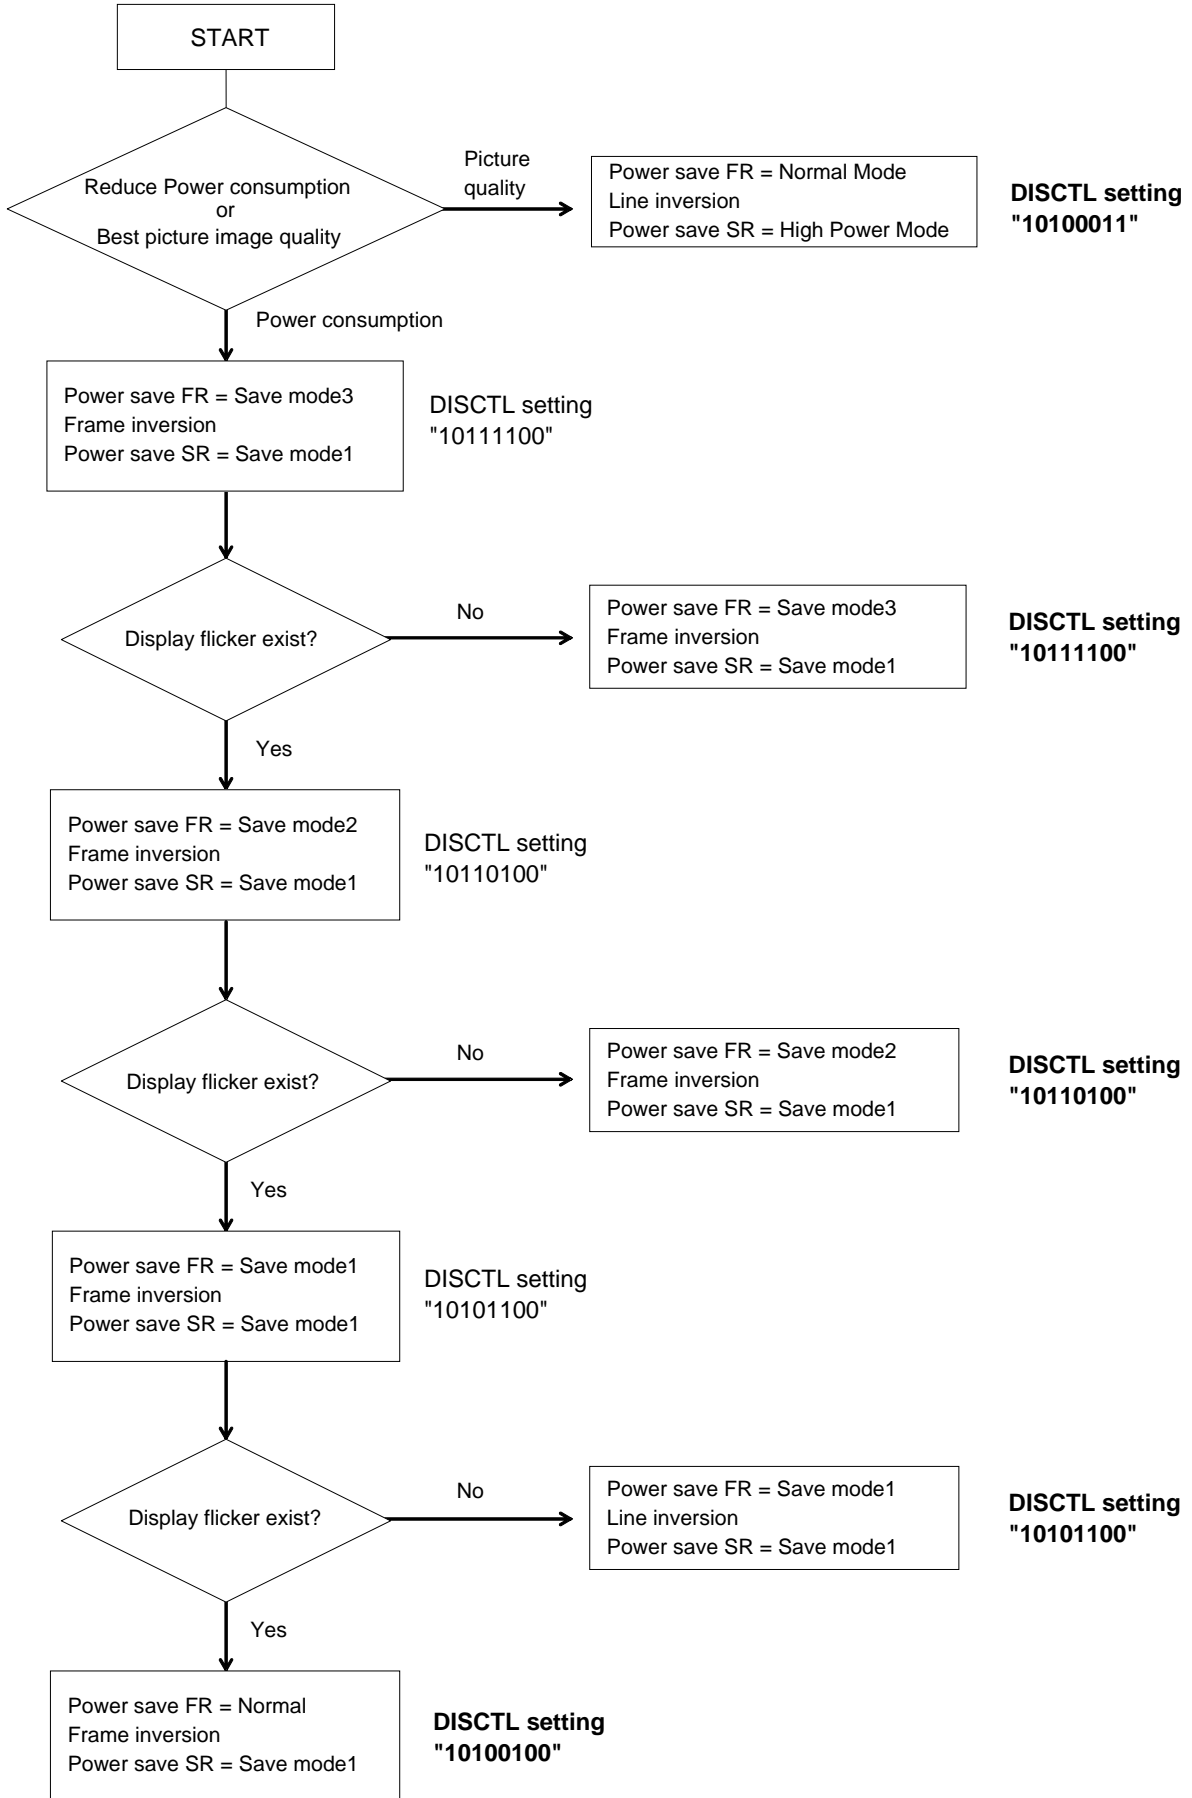 START
Reduce Power consumption
or
Best picture image quality
Picture
quality
Power save FR = Normal Mode
Line inversion
Power save SR = High Power Mode
DISCTL setting
"10100011"
Power consumption
Power save FR = Save mode3
Frame inversion
Power save SR = Save mode1
DISCTL setting
"10111100"
Display flicker exist?
No
Power save FR = Save mode3
Frame inversion
Power save SR = Save mode1
DISCTL setting
"10111100"
Yes
Power save FR = Save mode2
Frame inversion
Power save SR = Save mode1
DISCTL setting
"10110100"
Display flicker exist?
No
Power save FR = Save mode2
Frame inversion
Power save SR = Save mode1
DISCTL setting
"10110100"
Yes
Power save FR = Save mode1
Frame inversion
Power save SR = Save mode1
DISCTL setting
"10101100"
Display flicker exist?
No
Power save FR = Save mode1
Line inversion
Power save SR = Save mode1
DISCTL setting
"10101100"
Yes
Power save FR = Normal
Frame inversion
Power save SR = Save mode1
DISCTL setting
"10100100"